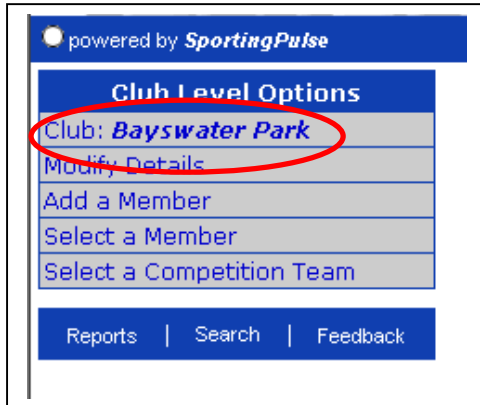 powered by SportingPulse
Club Level Options
Club: Bayswater Park
Modify Details
Add a Member
Select a Member
Select a Competition Team
Reports | Search | Feedback